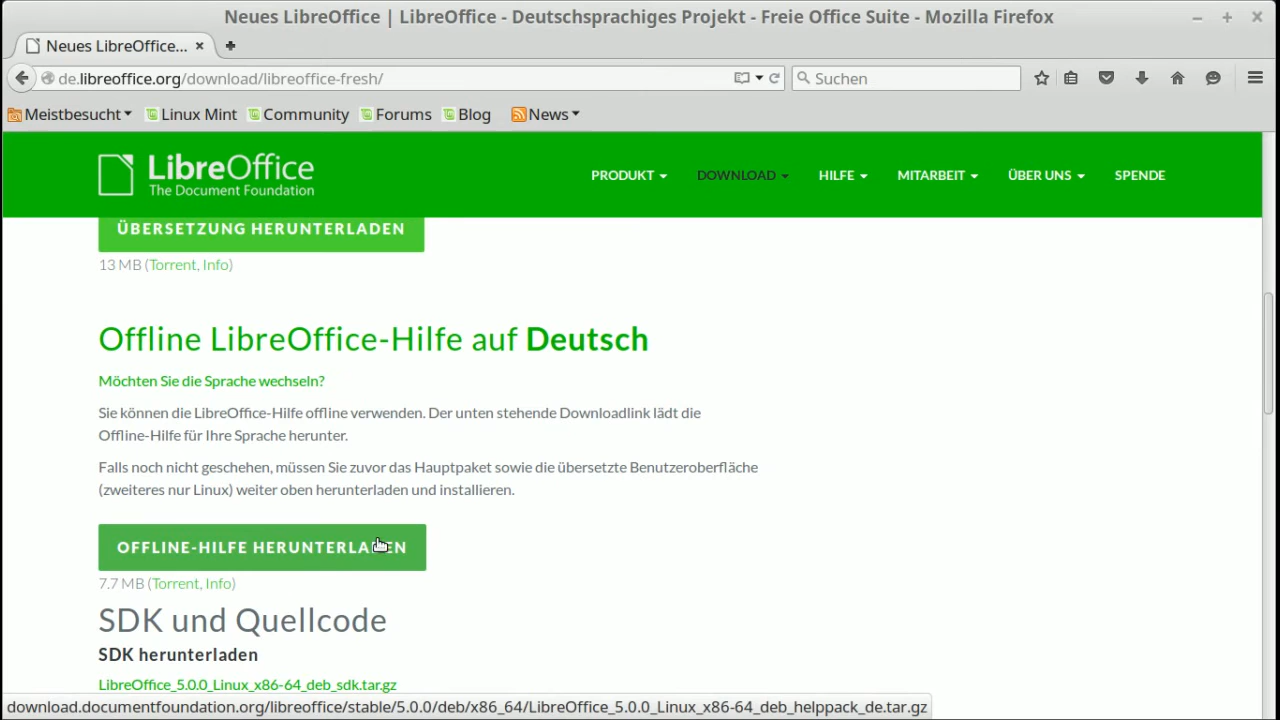 Neues LibreOffice | LibreOffice - Deutschsprachiges Projekt - Freie Office Suite - Mozilla Firefox
Neues LibreOffice...
de.libreoffice.org/download/libreoffice-fresh/
Suchen
Meistbesucht Linux Mint Community Forums Blog News
LibreOffice
The Document Foundation
PRODUKT DOWNLOAD HILFE MITARBEIT ÜBER UNS SPENDE
ÜBERSETZUNG HERUNTERLADEN
13 MB (Torrent, Info)
Offline LibreOffice-Hilfe auf Deutsch
Möchten Sie die Sprache wechseln?
Sie können die LibreOffice-Hilfe offline verwenden. Der unten stehende Downloadlink lädt die
Offline-Hilfe für Ihre Sprache herunter.
Falls noch nicht geschehen, müssen Sie zuvor das Hauptpaket sowie die übersetzte Benutzeroberfläche
(zweiteres nur Linux) weiter oben herunterladen und installieren.
OFFLINE-HILFE HERUNTERLADEN
7.7 MB (Torrent, Info)
SDK und Quellcode
SDK herunterladen
LibreOffice_5.0.0_Linux_x86-64_deb_sdk.tar.gz
download.documentfoundation.org/libreoffice/stable/5.0.0/deb/x86_64/LibreOffice_5.0.0_Linux_x86-64_deb_helppack_de.tar.gz